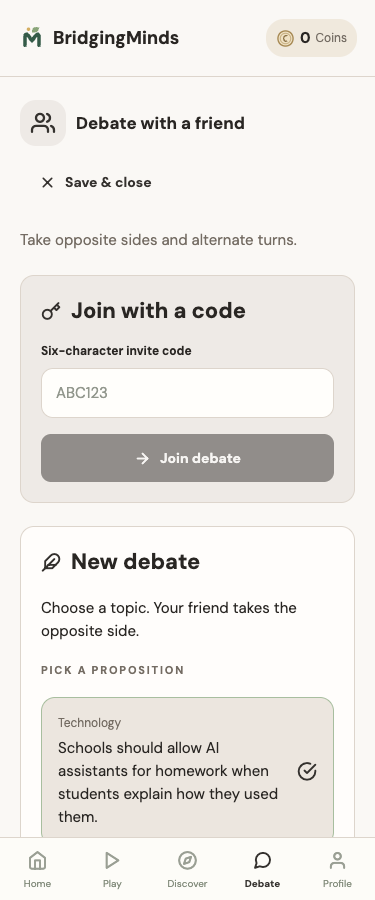 BridgingMinds
0 Coins
Debate with a friend
Save & close
Take opposite sides and alternate turns.
Join with a code
Six-character invite code
ABC123
Join debate
New debate
Choose a topic. Your friend takes the
opposite side.
PICK A PROPOSITION
Technology
Schools should allow AI
assistants for homework when
students explain how they used
them.
Home
Play
Discover
Debate
Profile